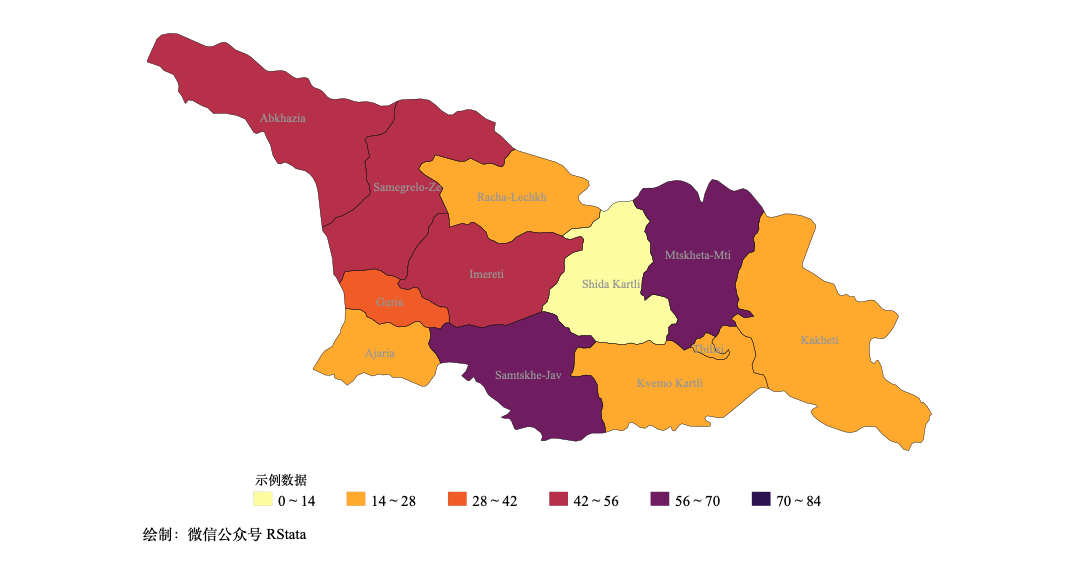 Abkhazia
Samegrelo-Ze
Racha-Lechkh
Mtskheta-Mti
Imereti
Shida Kartli
Guria
Ajaria
Tbilisi
Kakheti
Samtskhe-Jav
Kvemo Kartli
示例数据
0 ~ 14
14 ~ 28
28 ~ 42
42 ~ 56
56 ~ 70
70 ~ 84
绘制：微信公众号 RStata